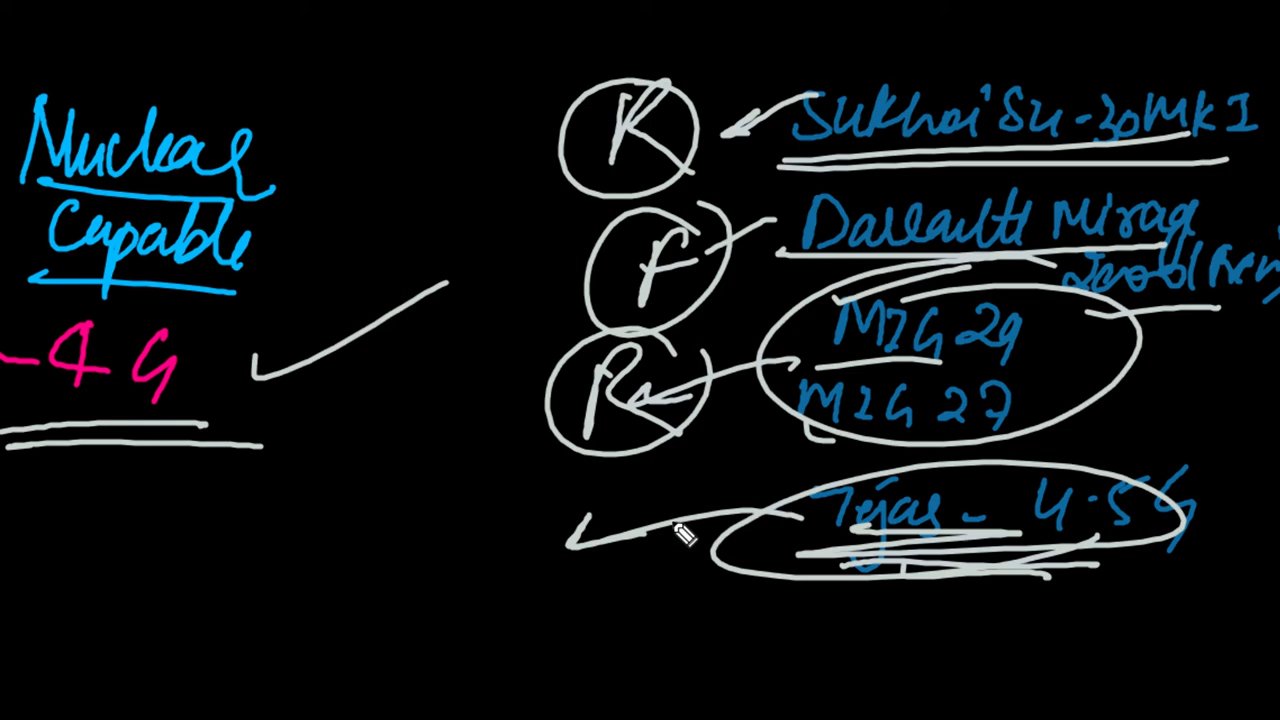 Nuclear
Capable
- 4 G
R
Sukhoi Su-30MKI
F
Dassault Mirage
R
MIG 29
MIG 27
Tejas - 4.5G